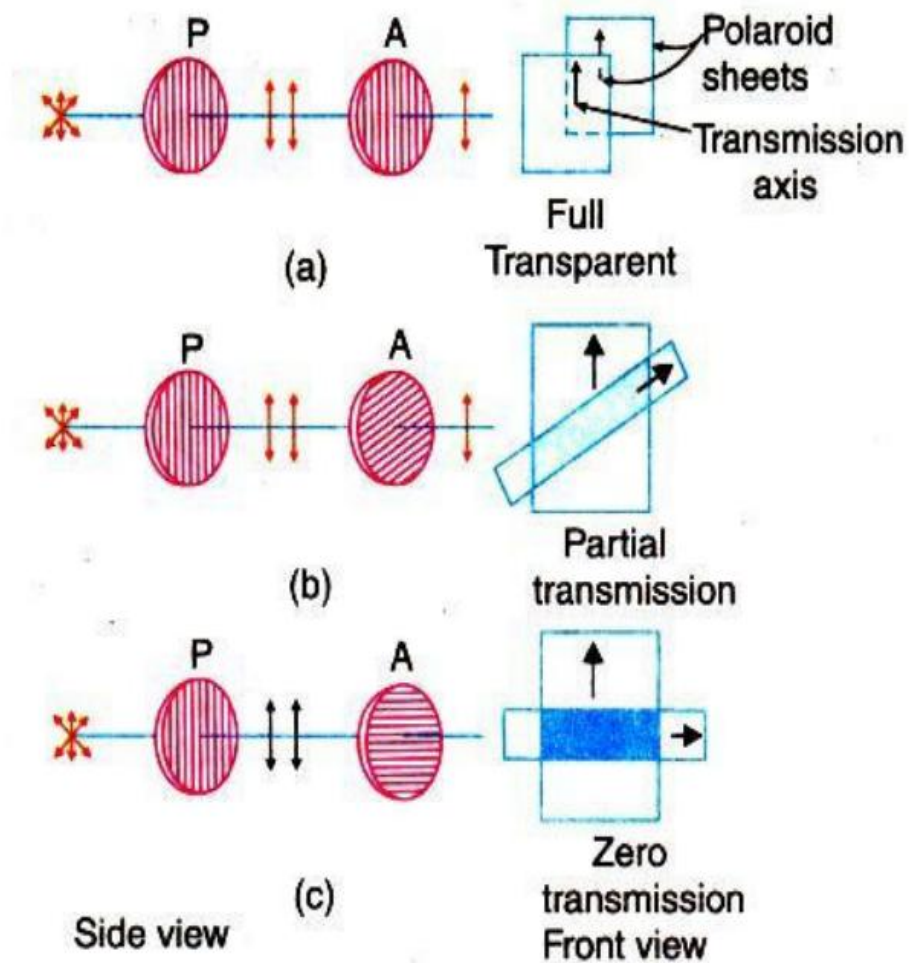 P
A
Polaroid
sheets
Transmission
axis
Full
Transparent
(a)
P
A
Partial
transmission
(b)
P
A
Zero
transmission
Front view
(c)
Side view